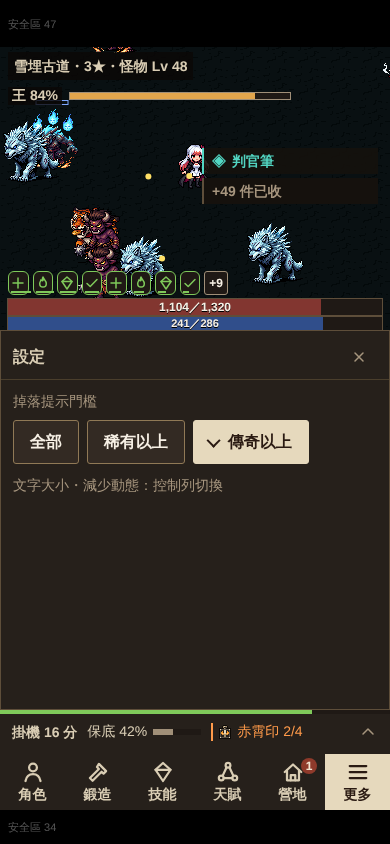 安全區 47
雪埋古道·3★·怪物 Lv 48
王 84%
◈ 判官筆
+49 件已收
+9
1,104／1,320
241／286
設定
×
掉落提示門檻
全部 稀有以上 傳奇以上
文字大小·減少動態：控制列切換
掛機 16 分 保底 42% 赤霄印 2/4
1
角色 鍛造 技能 天賦 營地 更多
安全區 34